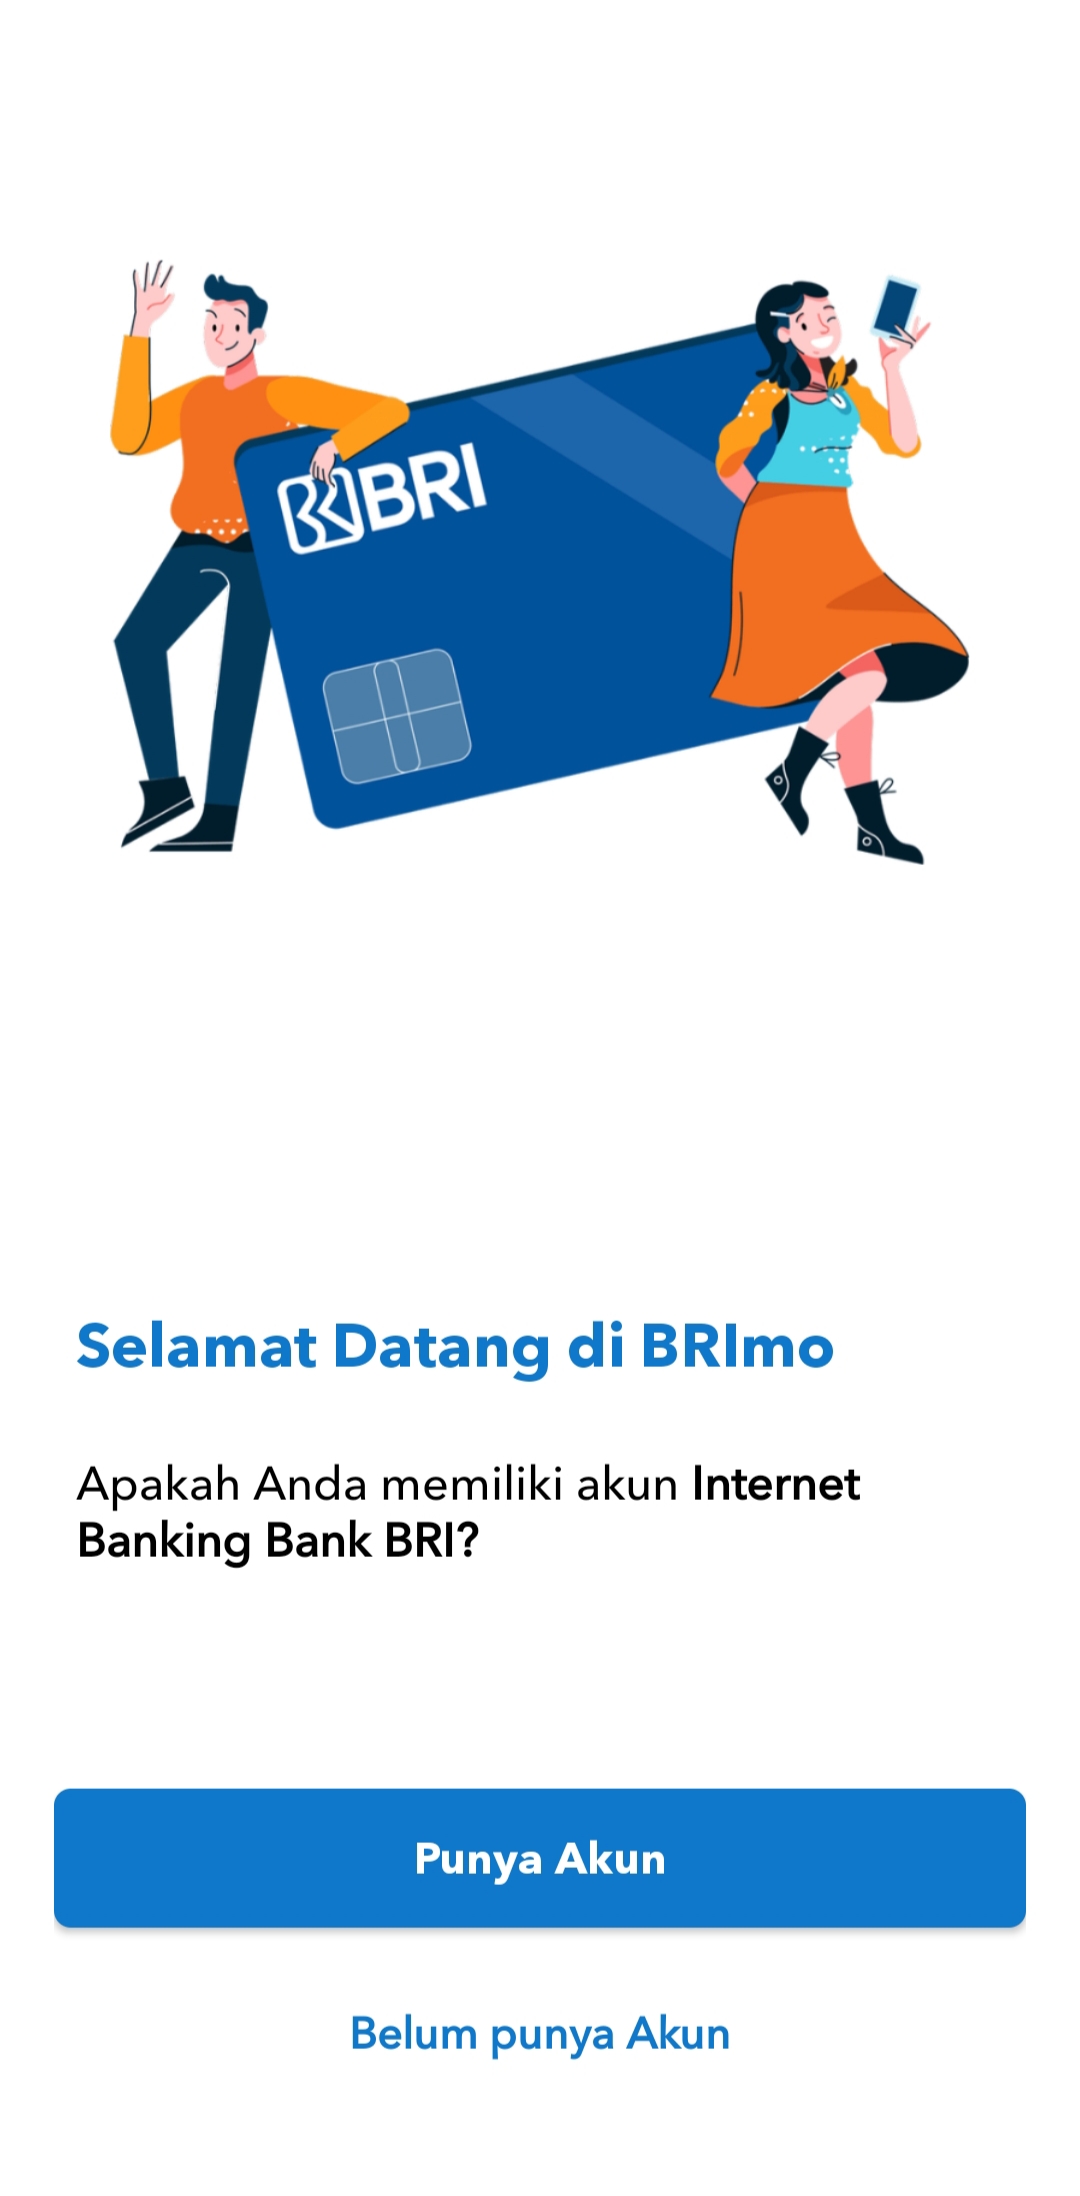 BRI
Selamat Datang di BRImo
Apakah Anda memiliki akun Internet
Banking Bank BRI?
Punya Akun
Belum punya Akun